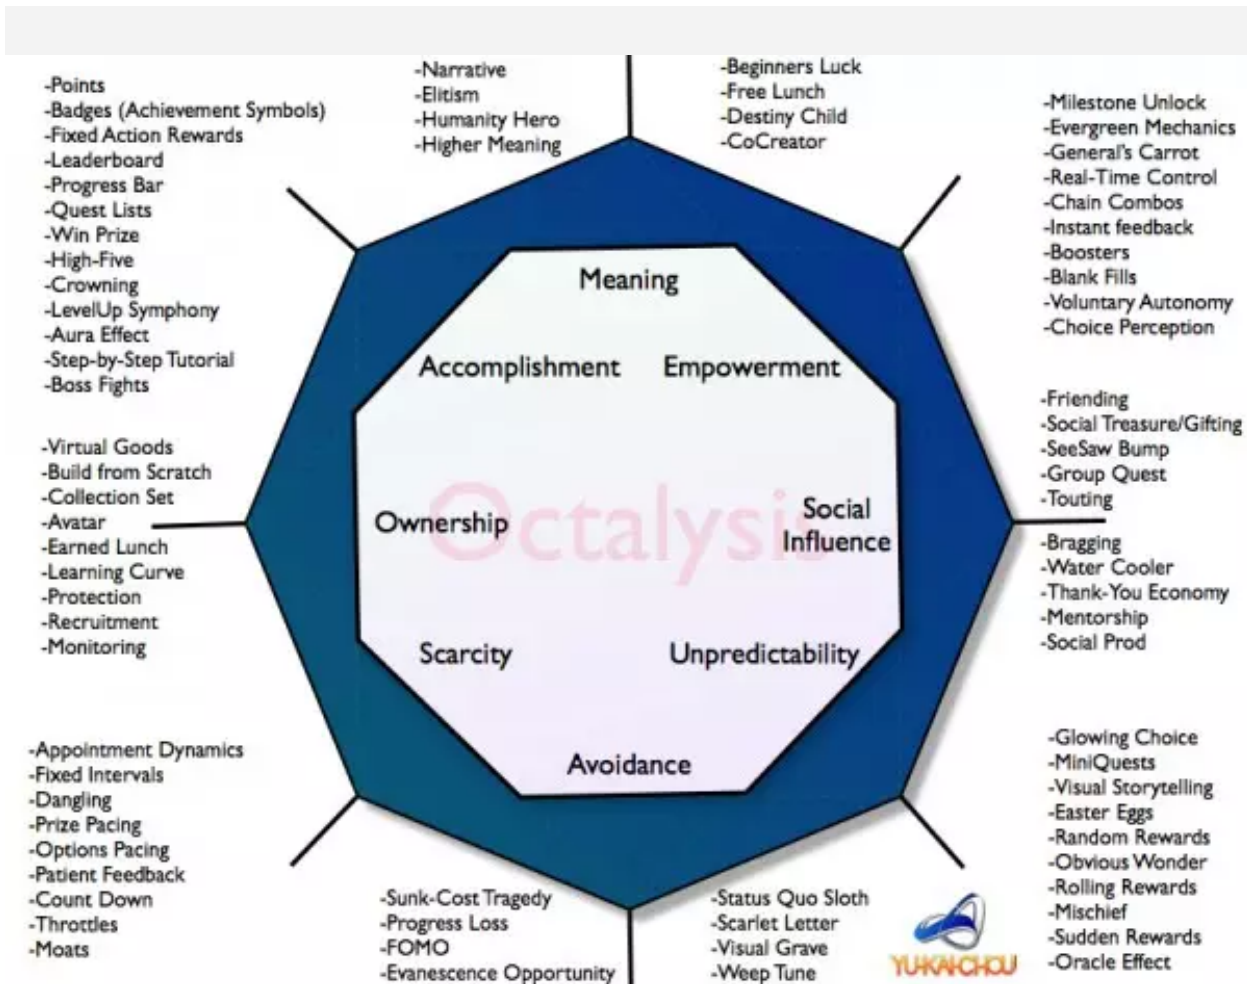 -Points
-Badges (Achievement Symbols)
-Fixed Action Rewards
-Leaderboard
-Progress Bar
-Quest Lists
-Win Prize
-High-Five
-Crowning
-LevelUp Symphony
-Aura Effect
-Step-by-Step Tutorial
-Boss Fights
-Narrative
-Elitism
-Humanity Hero
-Higher Meaning
-Beginners Luck
-Free Lunch
-Destiny Child
-CoCreator
-Milestone Unlock
-Evergreen Mechanics
-General's Carrot
-Real-Time Control
-Chain Combos
-Instant feedback
-Boosters
-Blank Fills
-Voluntary Autonomy
-Choice Perception
Meaning
Accomplishment
Empowerment
Ownership
Octalysis
Social
Influence
Scarcity
Unpredictability
Avoidance
-Virtual Goods
-Build from Scratch
-Collection Set
-Avatar
-Earned Lunch
-Learning Curve
-Protection
-Recruitment
-Monitoring
-Friending
-Social Treasure/Gifting
-SeeSaw Bump
-Group Quest
-Touting
-Bragging
-Water Cooler
-Thank-You Economy
-Mentorship
-Social Prod
-Appointment Dynamics
-Fixed Intervals
-Dangling
-Prize Pacing
-Options Pacing
-Patient Feedback
-Count Down
-Throttles
-Moats
-Sunk-Cost Tragedy
-Progress Loss
-FOMO
-Evanescence Opportunity
-Status Quo Sloth
-Scarlet Letter
-Visual Grave
-Weep Tune
YU-KAI-CHOU
-Glowing Choice
-MiniQuests
-Visual Storytelling
-Easter Eggs
-Random Rewards
-Obvious Wonder
-Rolling Rewards
-Mischief
-Sudden Rewards
-Oracle Effect